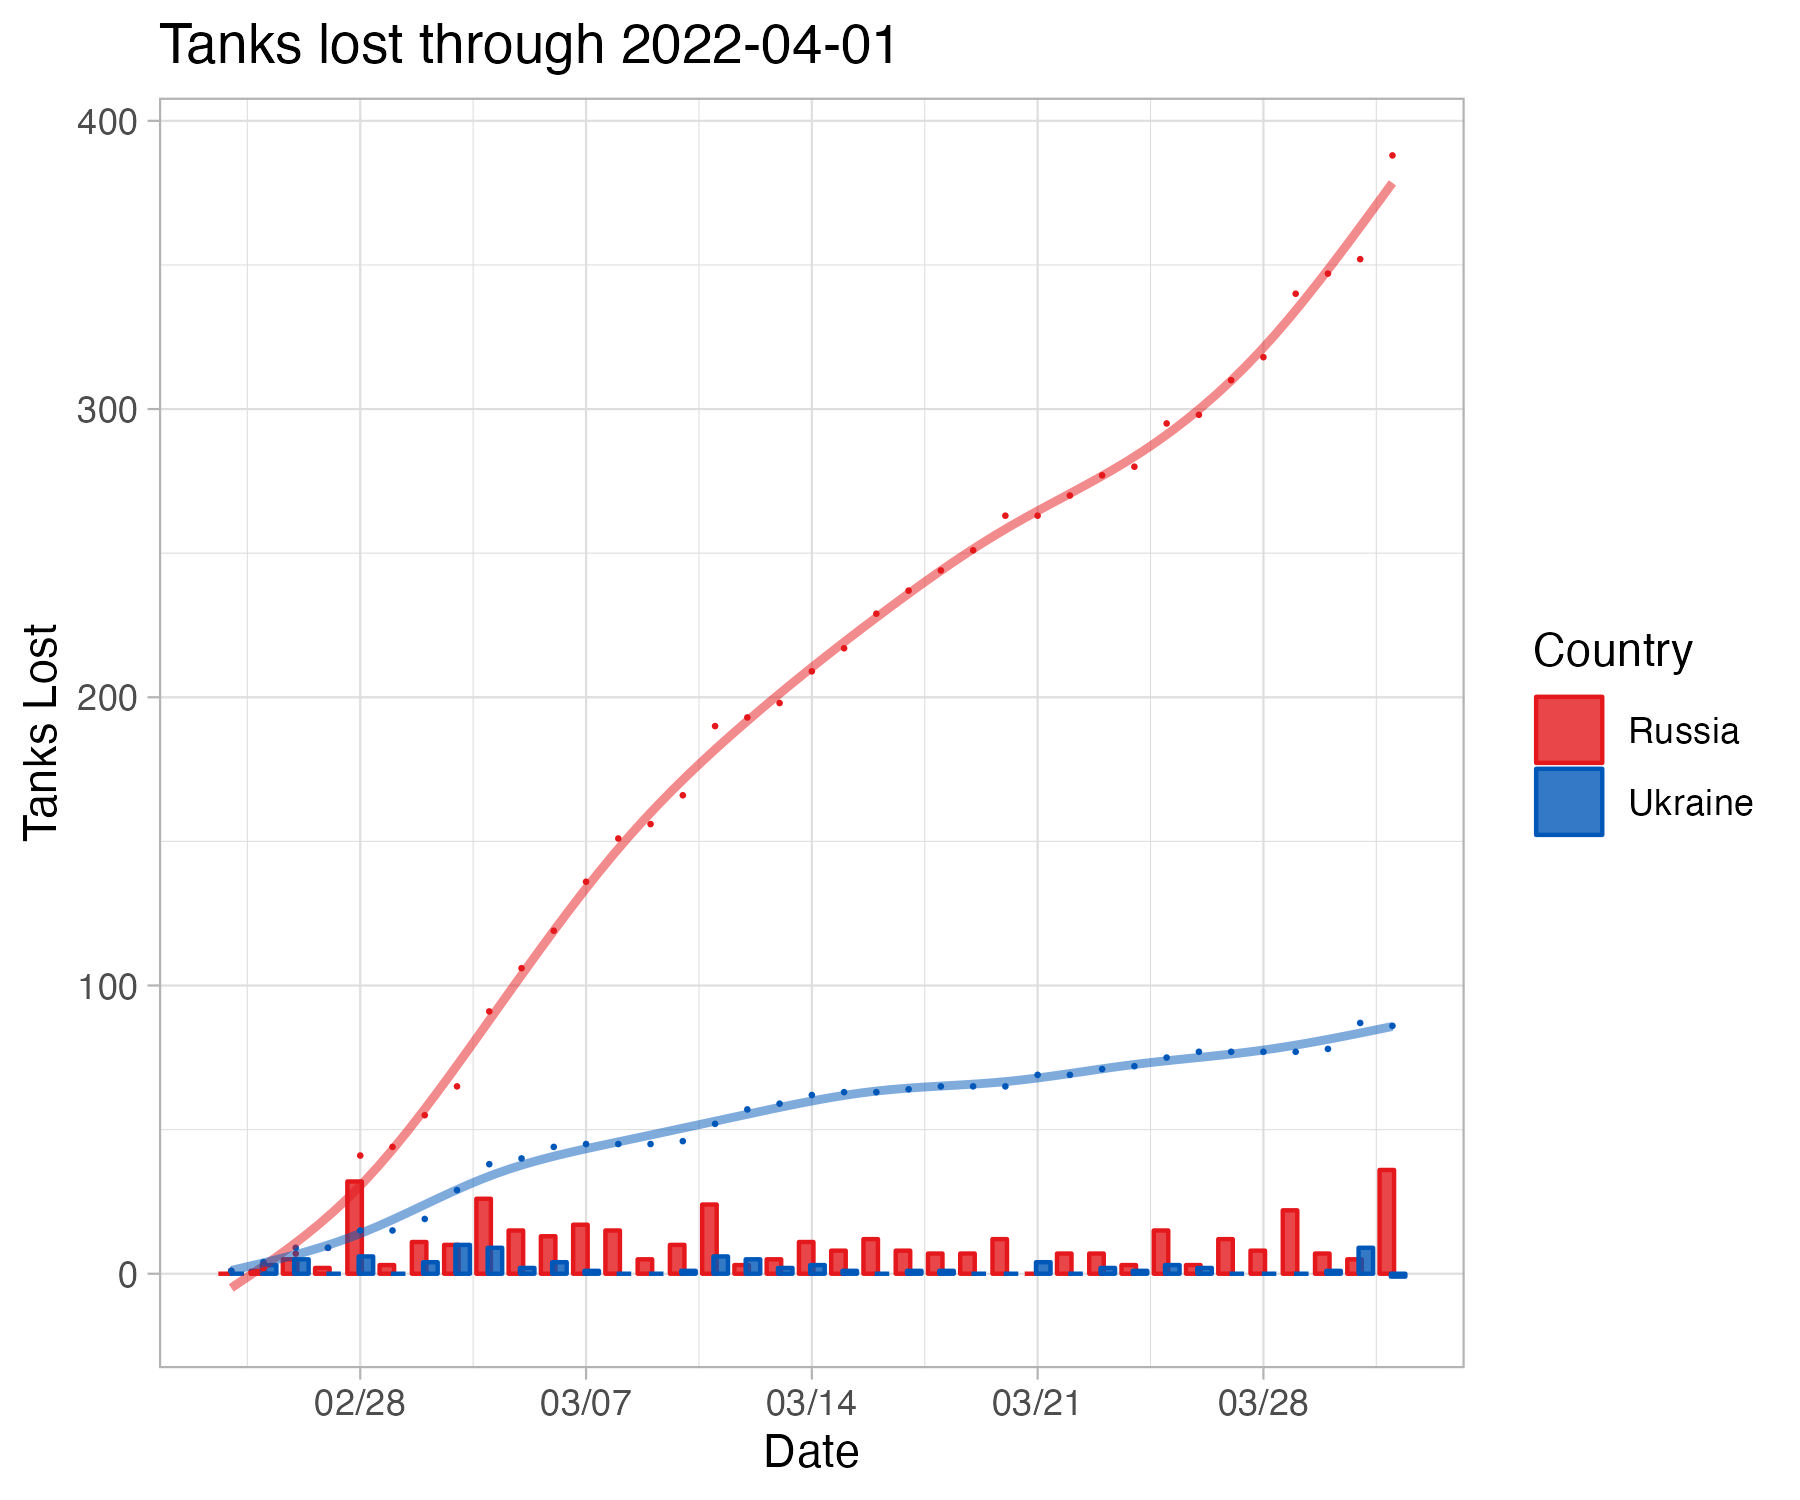 Tanks lost through 2022-04-01
400
300
200
100
0
Tanks Lost
02/28 03/07 03/14 03/21 03/28
Date
Country
Russia
Ukraine